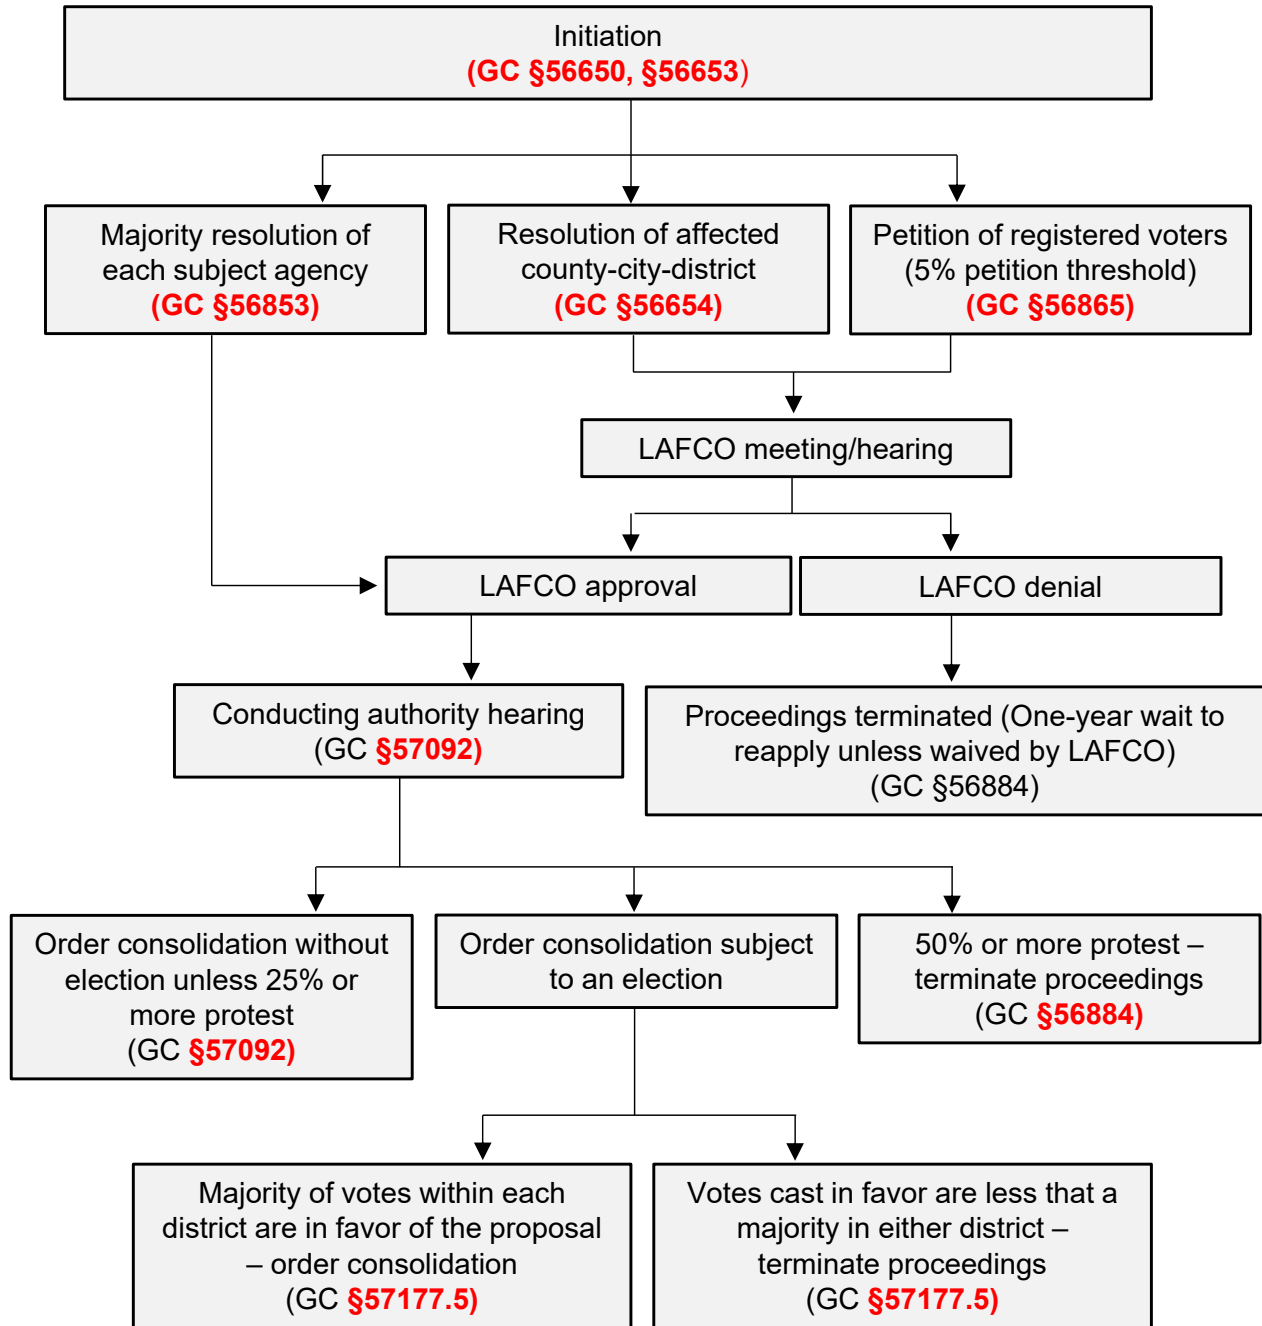 Initiation
(GC §56650, §56653)
Majority resolution of
each subject agency
(GC §56853)
Resolution of affected
county-city-district
(GC §56654)
Petition of registered voters
(5% petition threshold)
(GC §56865)
LAFCO meeting/hearing
LAFCO approval
LAFCO denial
Conducting authority hearing
(GC §57092)
Proceedings terminated (One-year wait to
reapply unless waived by LAFCO)
(GC §56884)
Order consolidation without
election unless 25% or
more protest
(GC §57092)
Order consolidation subject
to an election
50% or more protest –
terminate proceedings
(GC §56884)
Majority of votes within each
district are in favor of the proposal
– order consolidation
(GC §57177.5)
Votes cast in favor are less that a
majority in either district –
terminate proceedings
(GC §57177.5)